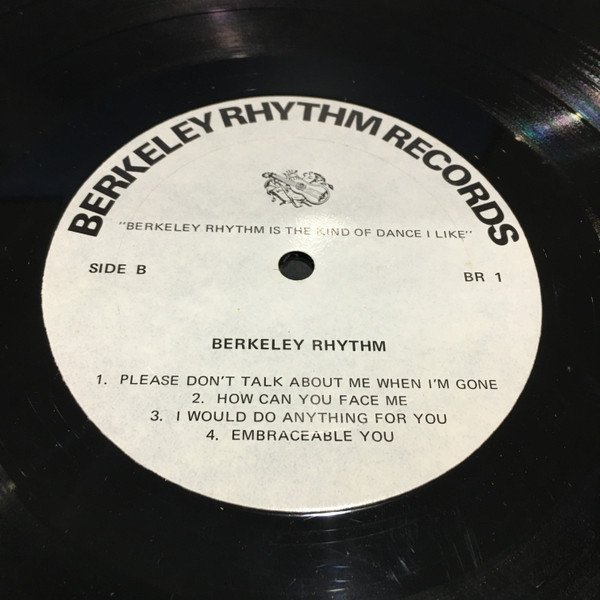 BERKELEY RHYTHM RECORDS
"BERKELEY RHYTHM IS THE KIND OF DANCE I LIKE"
SIDE B
BR 1
BERKELEY RHYTHM
1. PLEASE DON'T TALK ABOUT ME WHEN I'M GONE
2. HOW CAN YOU FACE ME
3. I WOULD DO ANYTHING FOR YOU
4. EMBRACEABLE YOU